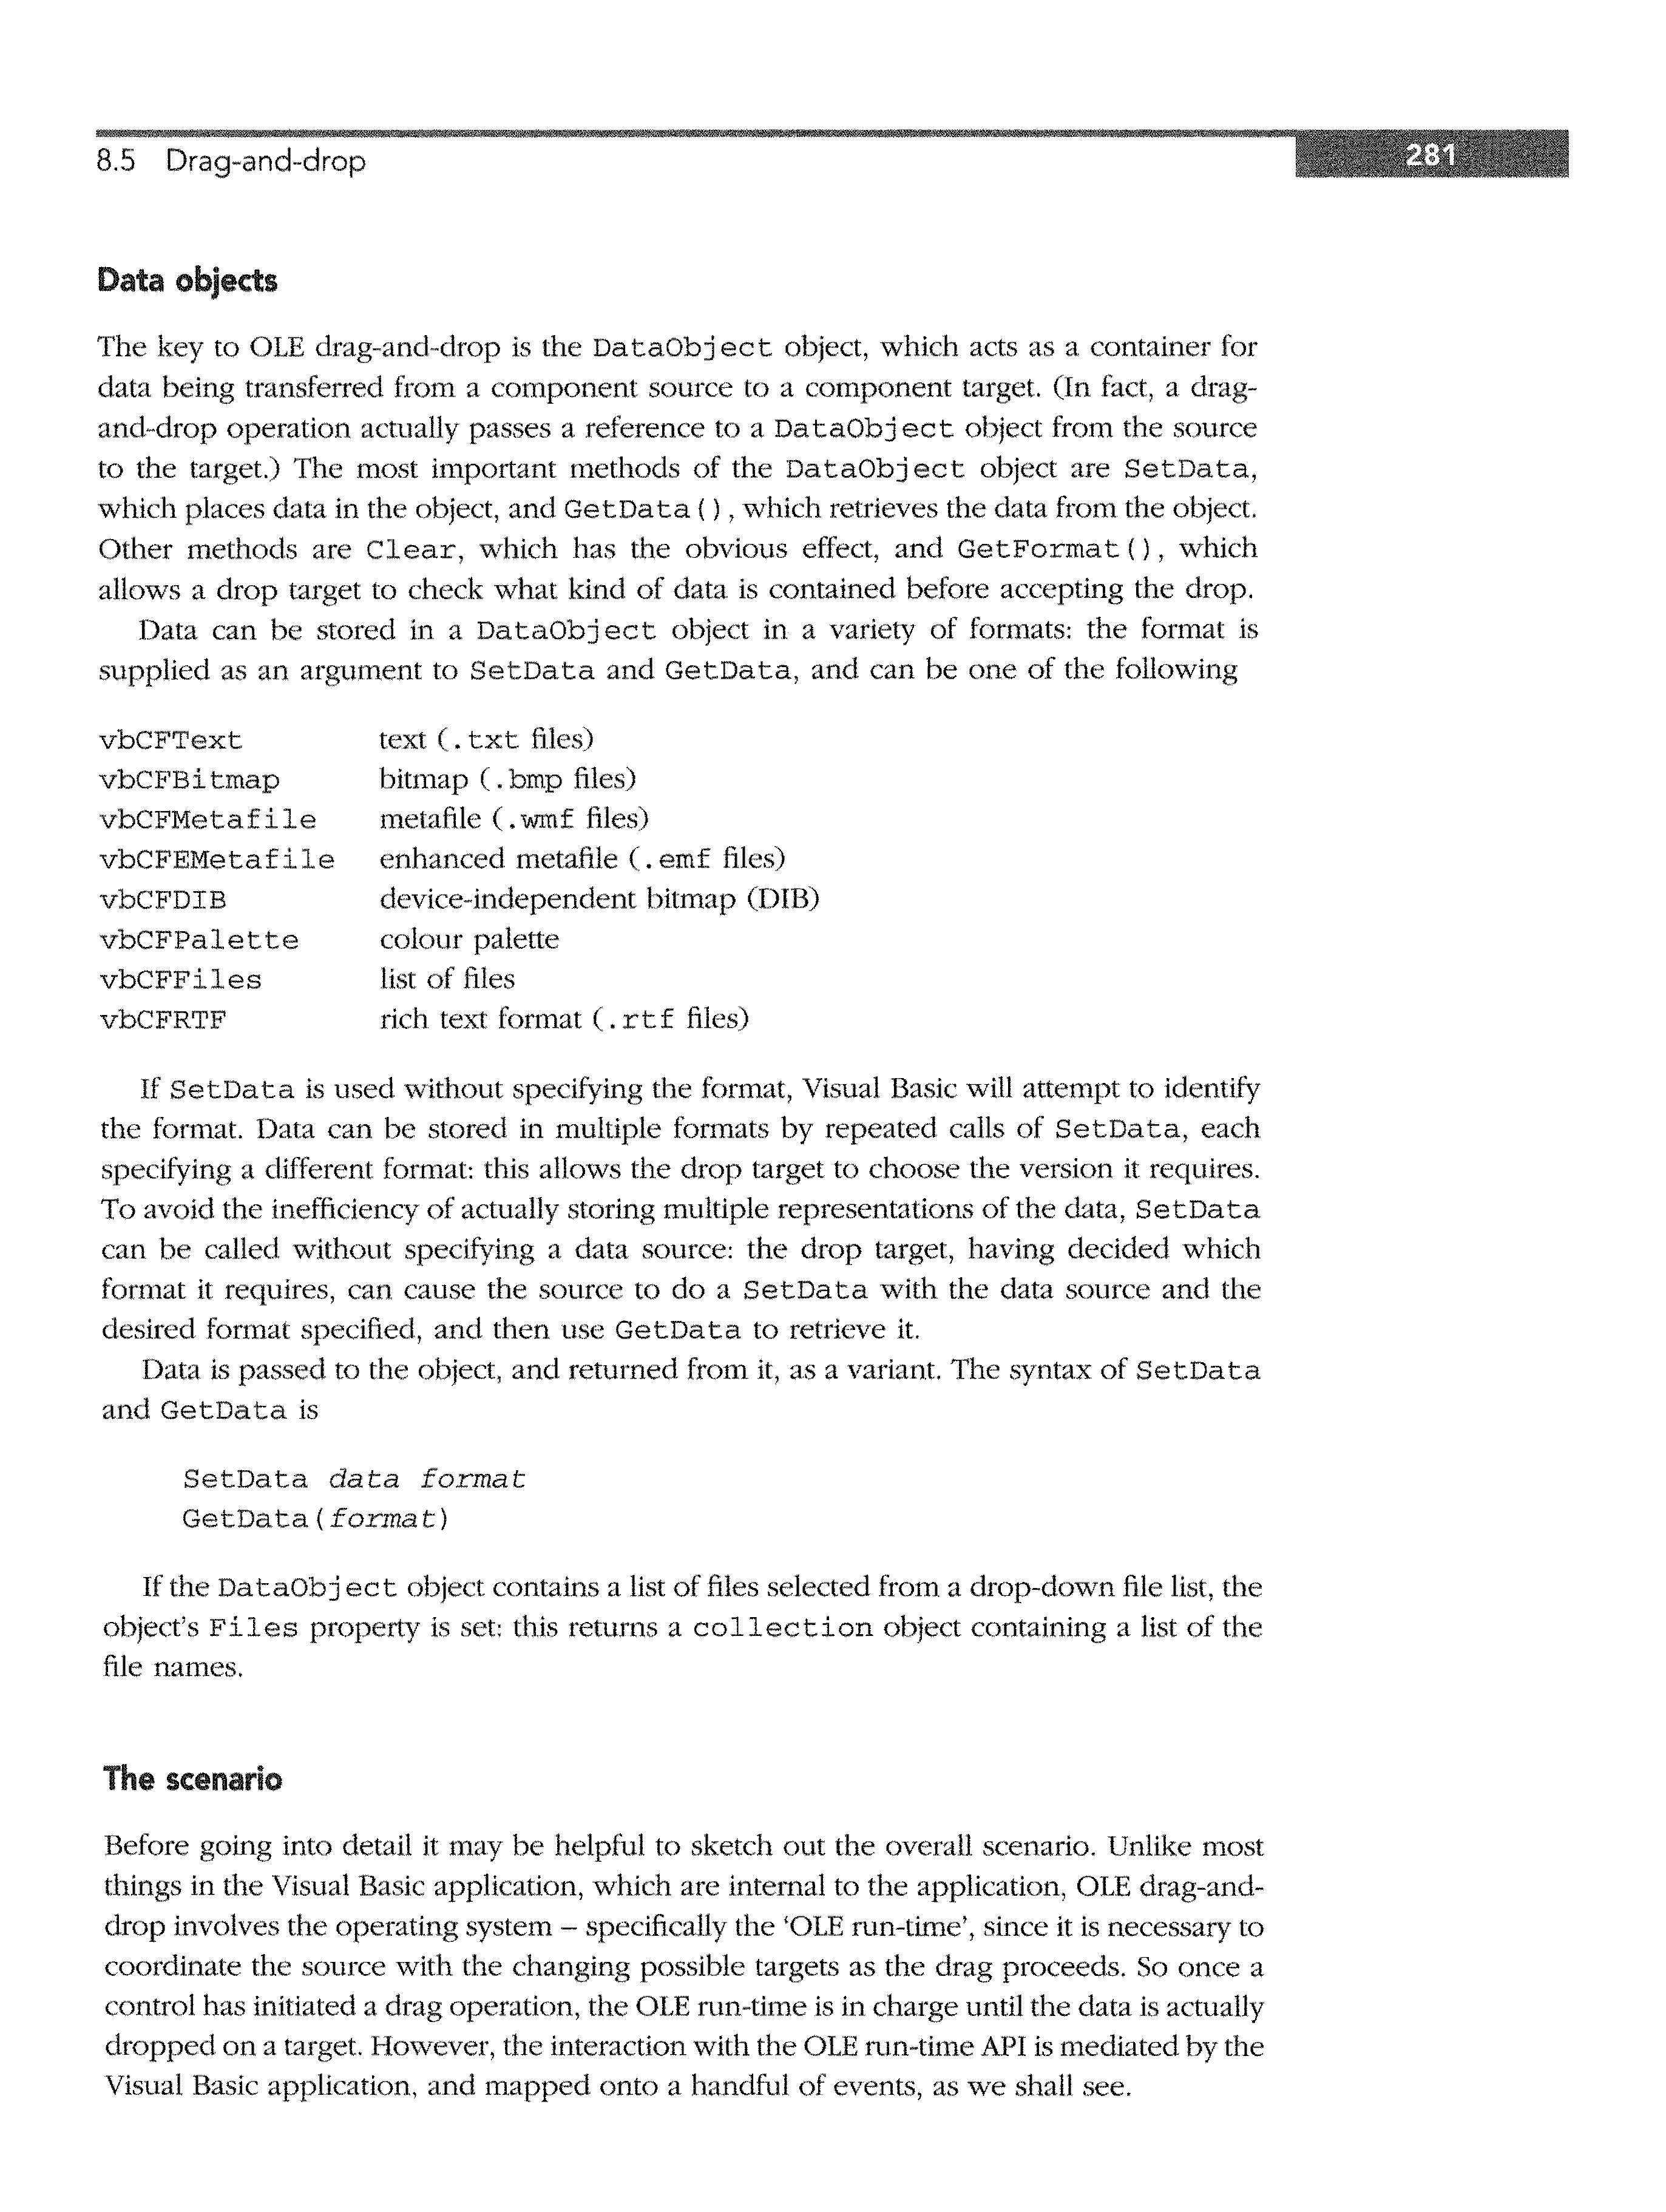 8.5 Drag-and-drop 281
Data objects
The key to OLE drag-and-drop is the DataObject object, which acts as a container for
data being transferred from a component source to a component target. (In fact, a drag-
and-drop operation actually passes a reference to a DataObject object from the source
to the target.) The most important methods of the DataObject object are SetData,
which places data in the object, and GetData(), which retrieves the data from the object.
Other methods are Clear, which has the obvious effect, and GetFormat(), which
allows a drop target to check what kind of data is contained before accepting the drop.
Data can be stored in a DataObject object in a variety of formats: the format is
supplied as an argument to SetData and GetData, and can be one of the following
vbCFText text (.txt files)
vbCFBitmap bitmap (.bmp files)
vbCFMetafile metafile (.wmf files)
vbCFEMetafile enhanced metafile (.emf files)
vbCFDIB device-independent bitmap (DIB)
vbCFPalette colour palette
vbCFFiles list of files
vbCFRTF rich text format (.rtf files)
If SetData is used without specifying the format, Visual Basic will attempt to identify
the format. Data can be stored in multiple formats by repeated calls of SetData, each
specifying a different format: this allows the drop target to choose the version it requires.
To avoid the inefficiency of actually storing multiple representations of the data, SetData
can be called without specifying a data source: the drop target, having decided which
format it requires, can cause the source to do a SetData with the data source and the
desired format specified, and then use GetData to retrieve it.
Data is passed to the object, and returned from it, as a variant. The syntax of SetData
and GetData is
SetData data format
GetData(format)
If the DataObject object contains a list of files selected from a drop-down file list, the
object's Files property is set: this returns a collection object containing a list of the
file names.
The scenario
Before going into detail it may be helpful to sketch out the overall scenario. Unlike most
things in the Visual Basic application, which are internal to the application, OLE drag-and-
drop involves the operating system – specifically the ‘OLE run-time’, since it is necessary to
coordinate the source with the changing possible targets as the drag proceeds. So once a
control has initiated a drag operation, the OLE run-time is in charge until the data is actually
dropped on a target. However, the interaction with the OLE run-time API is mediated by the
Visual Basic application, and mapped onto a handful of events, as we shall see.